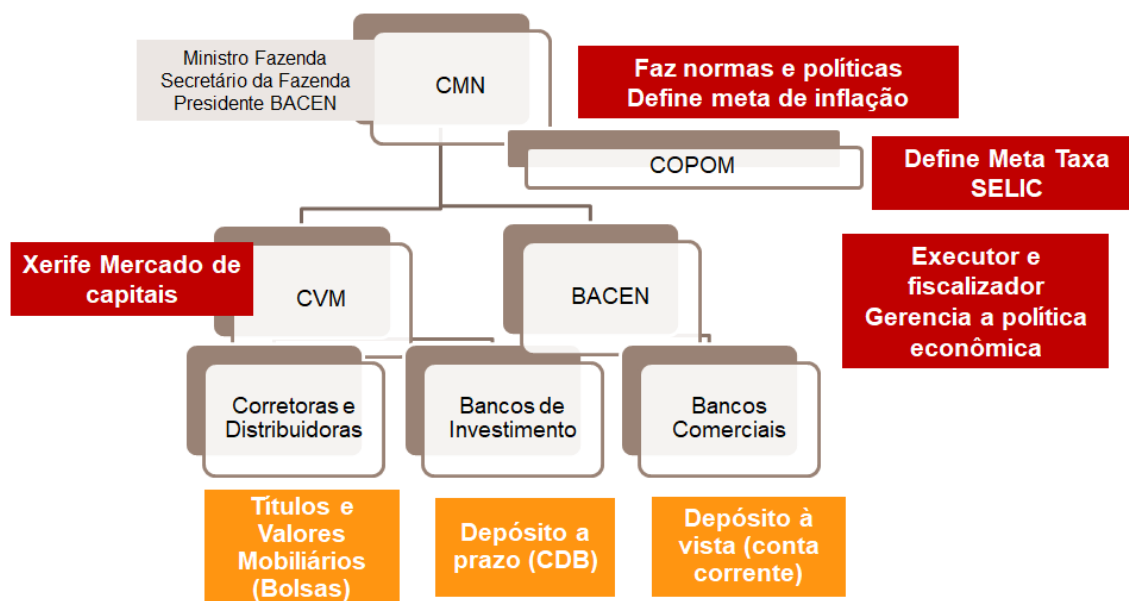 Ministro Fazenda
Secretário da Fazenda
Presidente BACEN
CMN
Faz normas e políticas
Define meta de inflação
COPOM
Define Meta Taxa
SELIC
Xerife Mercado de
capitais
CVM
BACEN
Executor e
fiscalizador
Gerencia a política
econômica
Corretoras e
Distribuidoras
Bancos de
Investimento
Bancos
Comerciais
Títulos e
Valores
Mobiliários
(Bolsas)
Depósito a
prazo (CDB)
Depósito à
vista (conta
corrente)